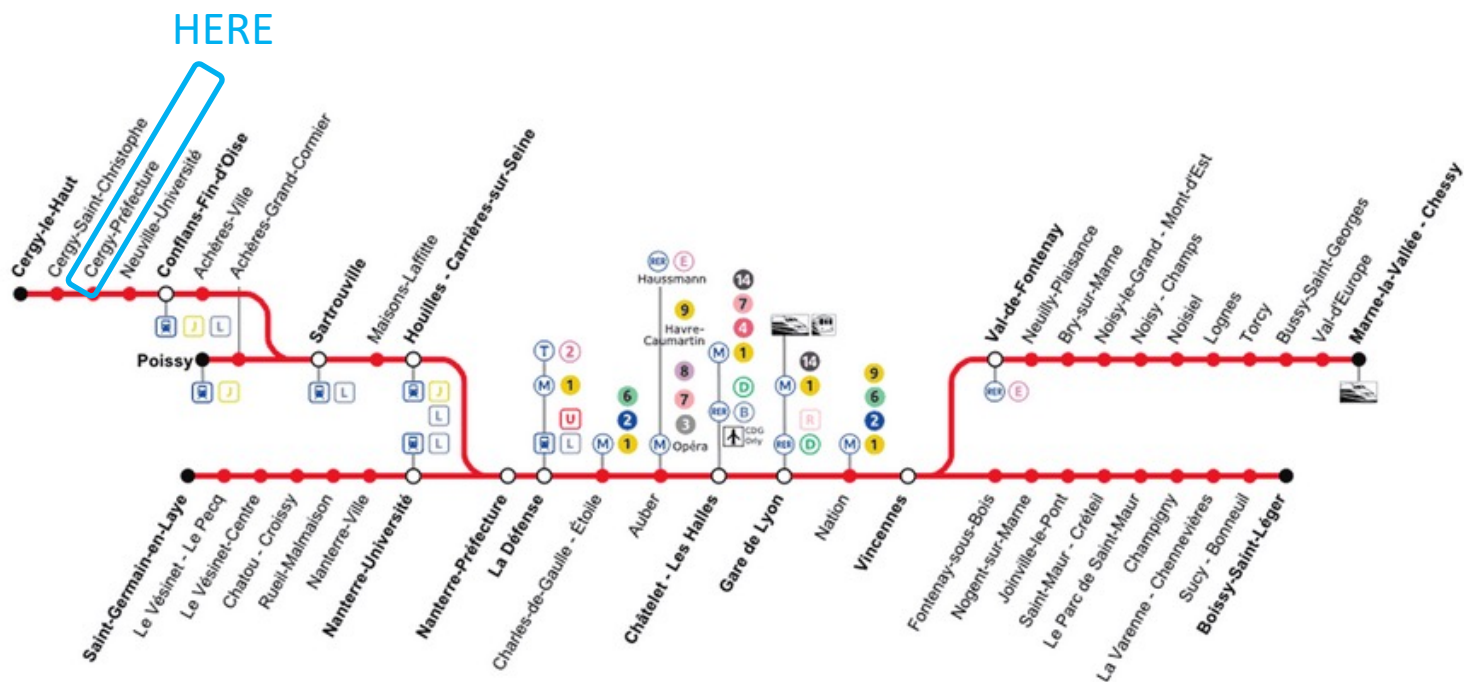 HERE
Cergy-le-Haut
Cergy-Saint-Christophe
Cergy-Préfecture
Neuville-Université
Conflans-Fin-d'Oise
Achères-Ville
Achères-Grand-Cormier
J
L
Poissy
J
Sartrouville
L
Maisons-Laffitte
Houilles - Carrières-sur-Seine
J
L
L
Saint-Germain-en-Laye
Le Vésinet - Le Pecq
Le Vésinet-Centre
Chatou - Croissy
Rueil-Malmaison
Nanterre-Ville
Nanterre-Université
Nanterre-Préfecture
La Défense
T 2
M 1
U
L
Charles-de-Gaulle - Étoile
6
2
M 1
Auber
RER E
Haussmann
9
Havre-
Caumartin
8
7
3
M Opéra
Châtelet - Les Halles
14
7
4
M 1
D
RER B
CDG
Orly
Gare de Lyon
14
M 1
R
RER D
Nation
9
6
2
M 1
Vincennes
Val-de-Fontenay
RER E
Neuilly-Plaisance
Bry-sur-Marne
Noisy-le-Grand - Mont-d'Est
Noisy - Champs
Noisiel
Lognes
Torcy
Bussy-Saint-Georges
Val-d'Europe
Marne-la-Vallée - Chessy
Fontenay-sous-Bois
Nogent-sur-Marne
Joinville-le-Pont
Saint-Maur - Créteil
Le Parc de Saint-Maur
Champigny
La Varenne - Chennevières
Sucy - Bonneuil
Boissy-Saint-Léger